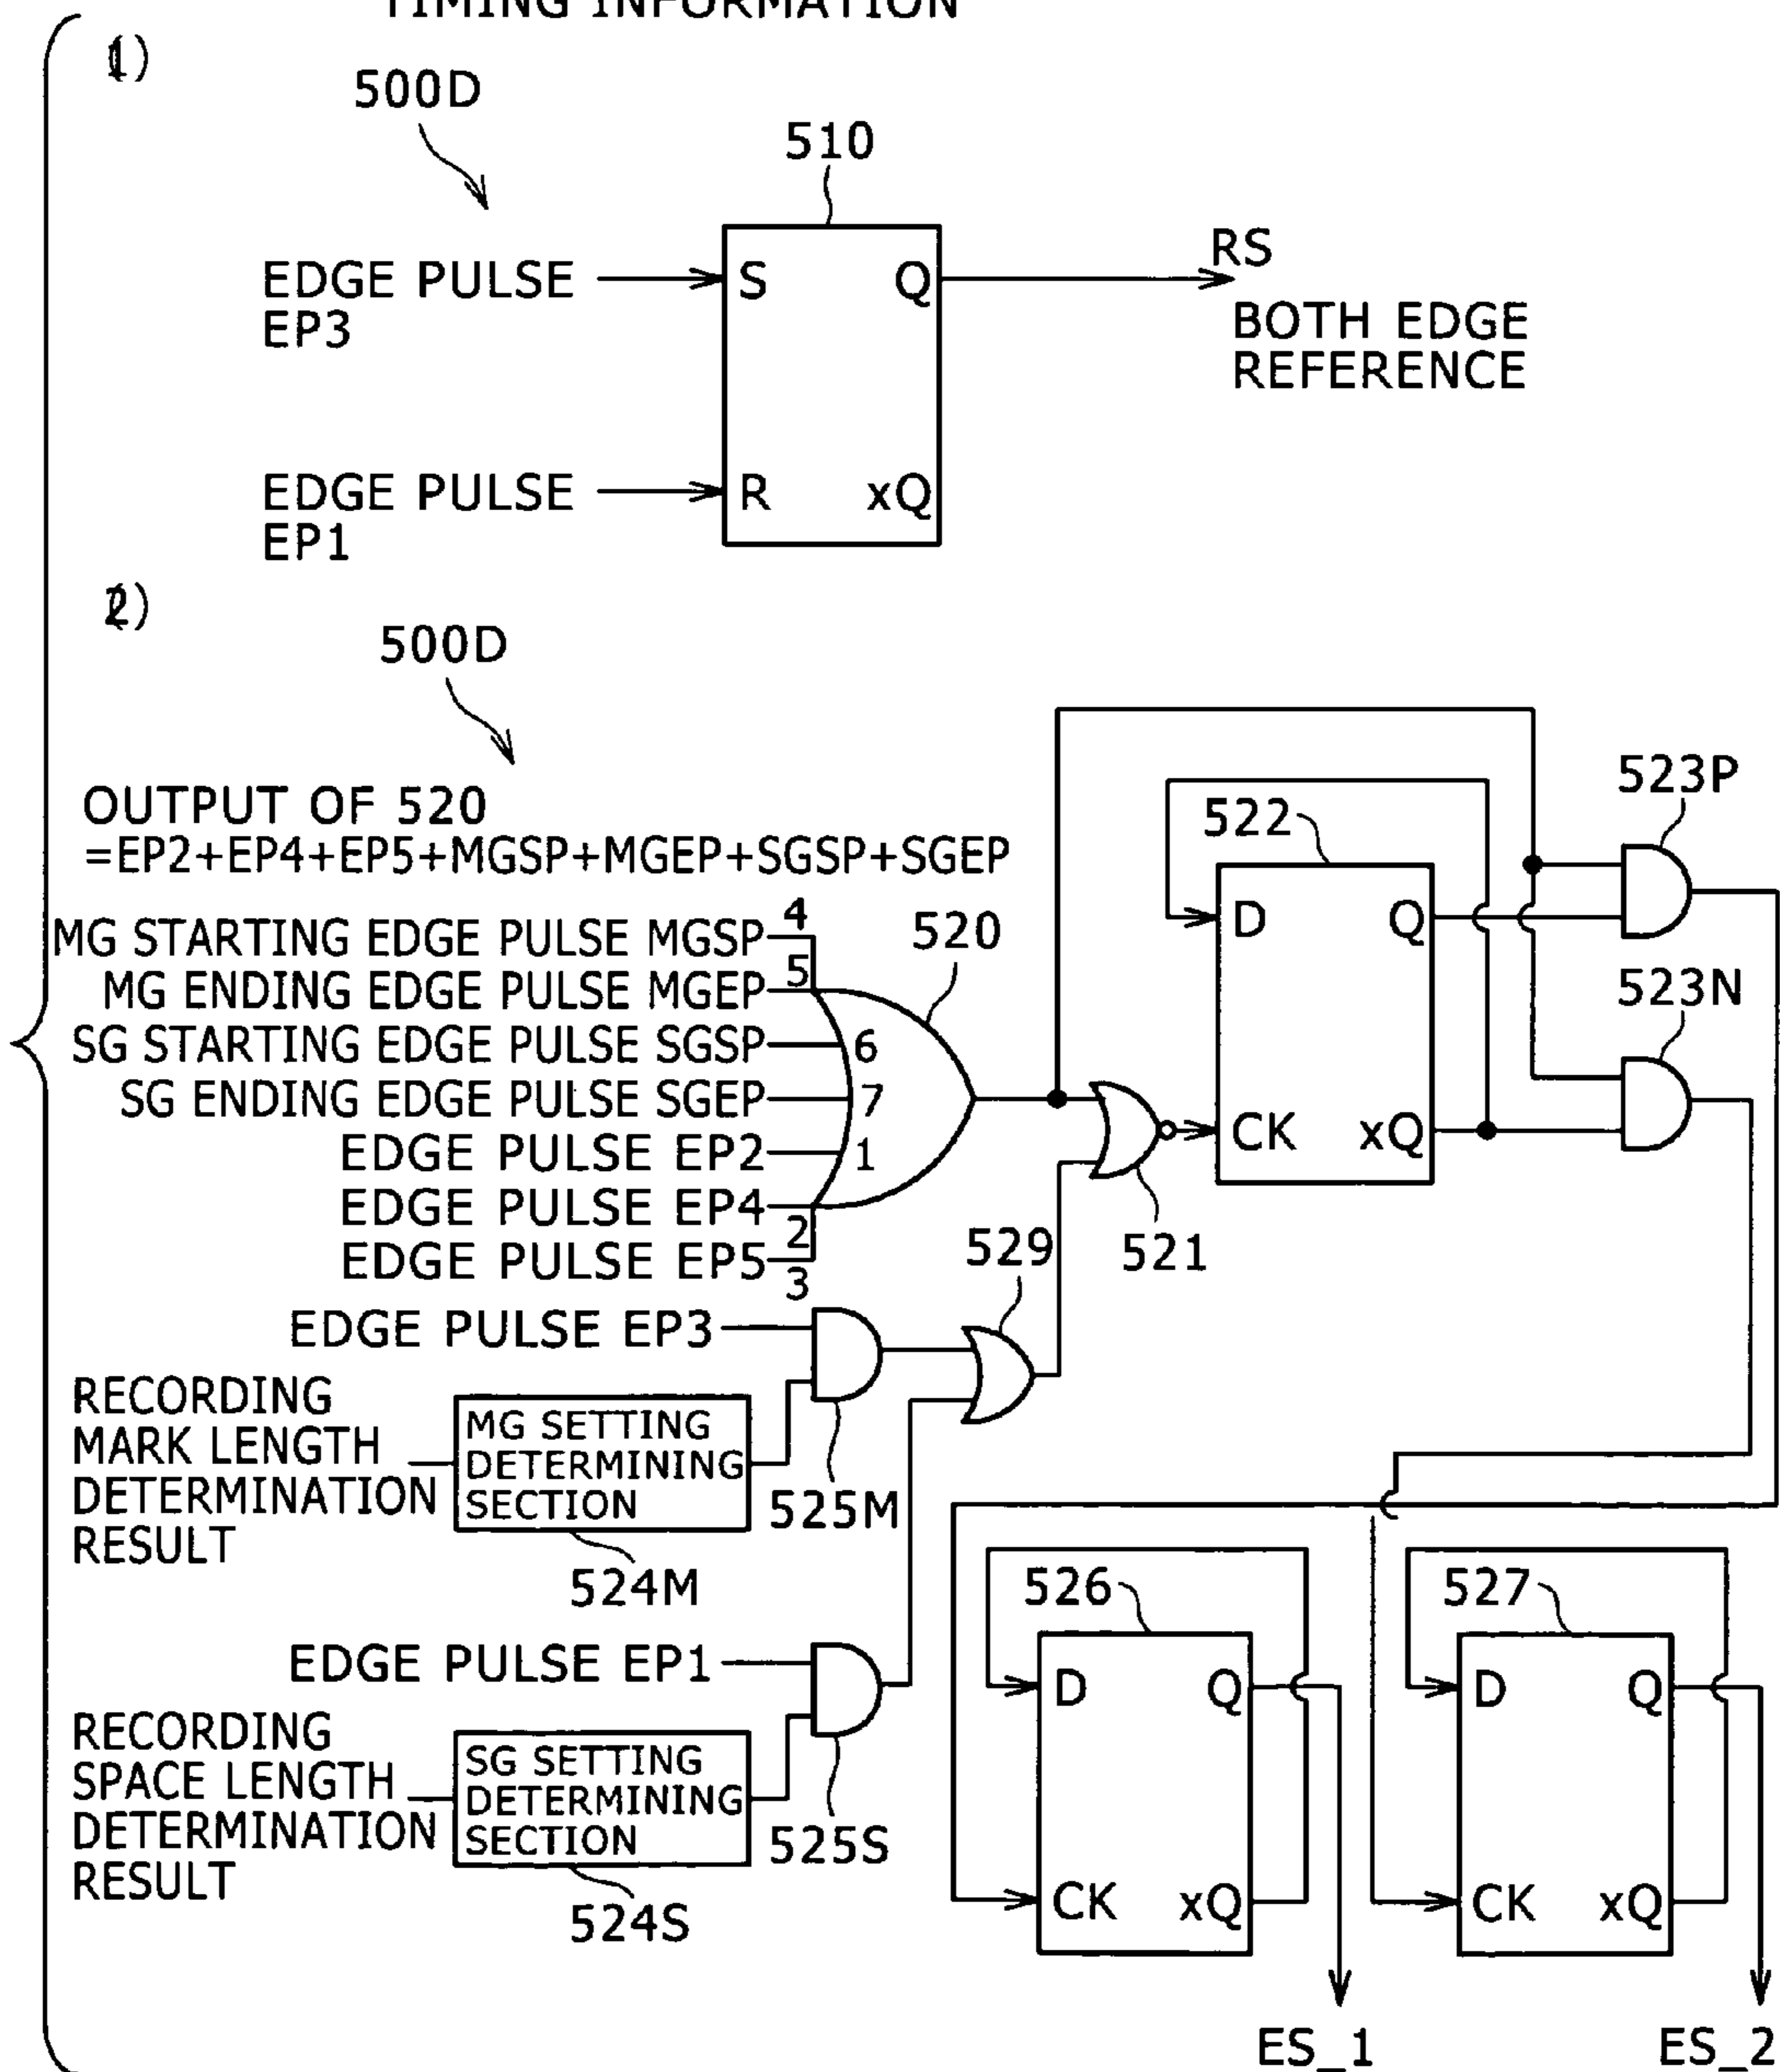 TIMING INFORMATION
1)
500D
510
EDGE PULSE
EP3
S
Q
RS
BOTH EDGE
REFERENCE
EDGE PULSE
EP1
R
xQ
2)
500D
OUTPUT OF 520
=EP2+EP4+EP5+MGSP+MGEP+SGSP+SGEP
523P
522
MG STARTING EDGE PULSE MGSP
4
520
D
Q
MG ENDING EDGE PULSE MGEP
5
523N
SG STARTING EDGE PULSE SGSP
6
SG ENDING EDGE PULSE SGEP
7
EDGE PULSE EP2
1
CK
xQ
EDGE PULSE EP4
2
EDGE PULSE EP5
3
529
521
EDGE PULSE EP3
RECORDING
MARK LENGTH
DETERMINATION
RESULT
MG SETTING
DETERMINING
SECTION
525M
524M
526
527
EDGE PULSE EP1
D
Q
D
Q
RECORDING
SPACE LENGTH
DETERMINATION
RESULT
SG SETTING
DETERMINING
SECTION
525S
524S
CK
xQ
CK
xQ
ES_1
ES_2